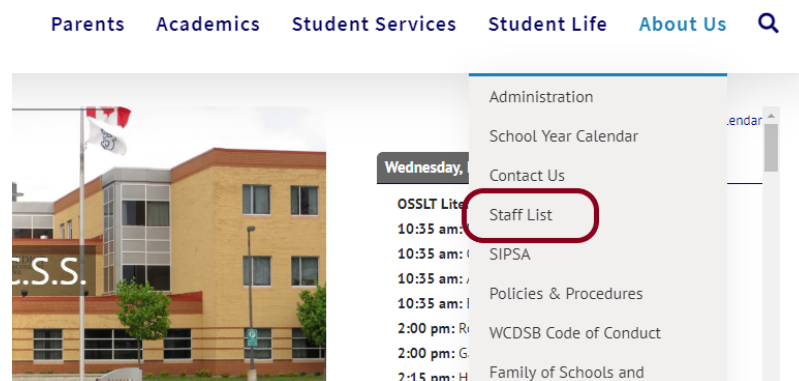 Parents Academics Student Services Student Life About Us
Administration
School Year Calendar
Contact Us
Staff List
SIPSA
Policies & Procedures
WCDSB Code of Conduct
Family of Schools and
Wednesday,
OSSLT
10:35 am:
10:35 am:
10:35 am:
10:35 am:
2:00 pm:
2:00 pm:
2:15 pm:
C.S.S.